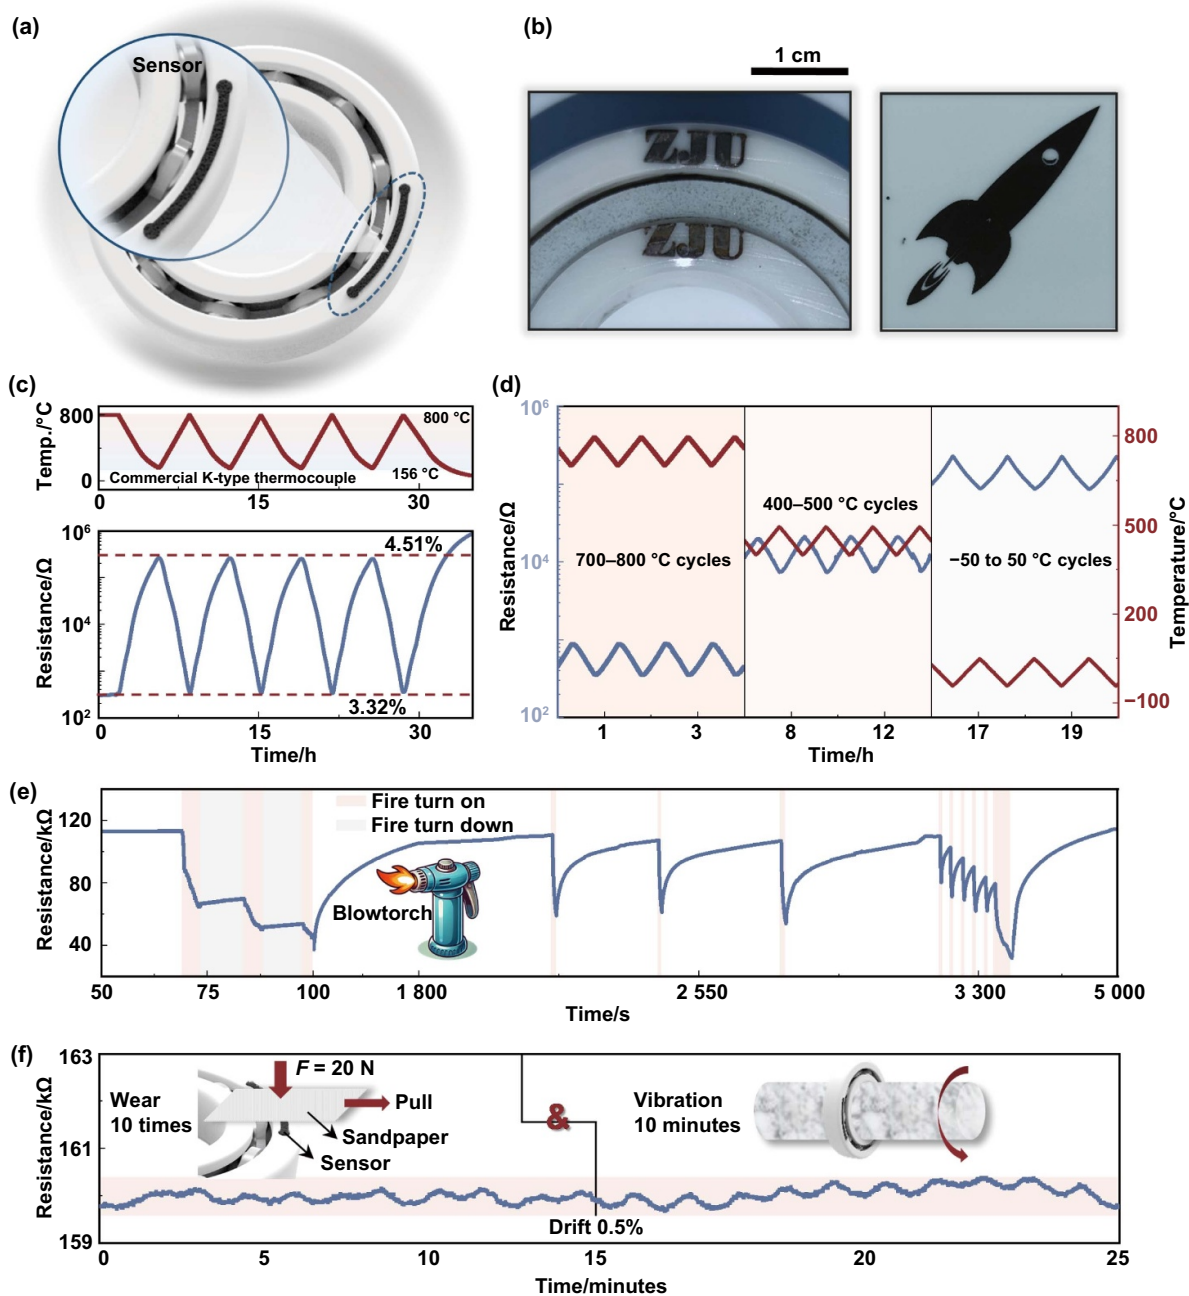 (a)
Sensor
(b)
1 cm
ZJU
ZJU
(c)
Temp./°C
800
0
800 °C
Commercial K-type thermocouple
156 °C
0
15
30
Resistance/Ω
10⁶
10⁴
10²
4.51%
3.32%
0
15
30
Time/h
(d)
Resistance/Ω
10⁶
10⁴
10²
700–800 °C cycles
400–500 °C cycles
−50 to 50 °C cycles
800
500
200
−100
Temperature/°C
1
3
8
12
17
19
Time/h
Time/h
(e)
Resistance/kΩ
120
80
40
Fire turn on
Fire turn down
Blowtorch
50
75
100
1 800
2 550
3 300
5 000
Time/s
(f)
Resistance/kΩ
163
161
159
Wear
10 times
F = 20 N
Pull
Sandpaper
Sensor
&
Vibration
10 minutes
Drift 0.5%
0
5
10
15
20
25
Time/minutes